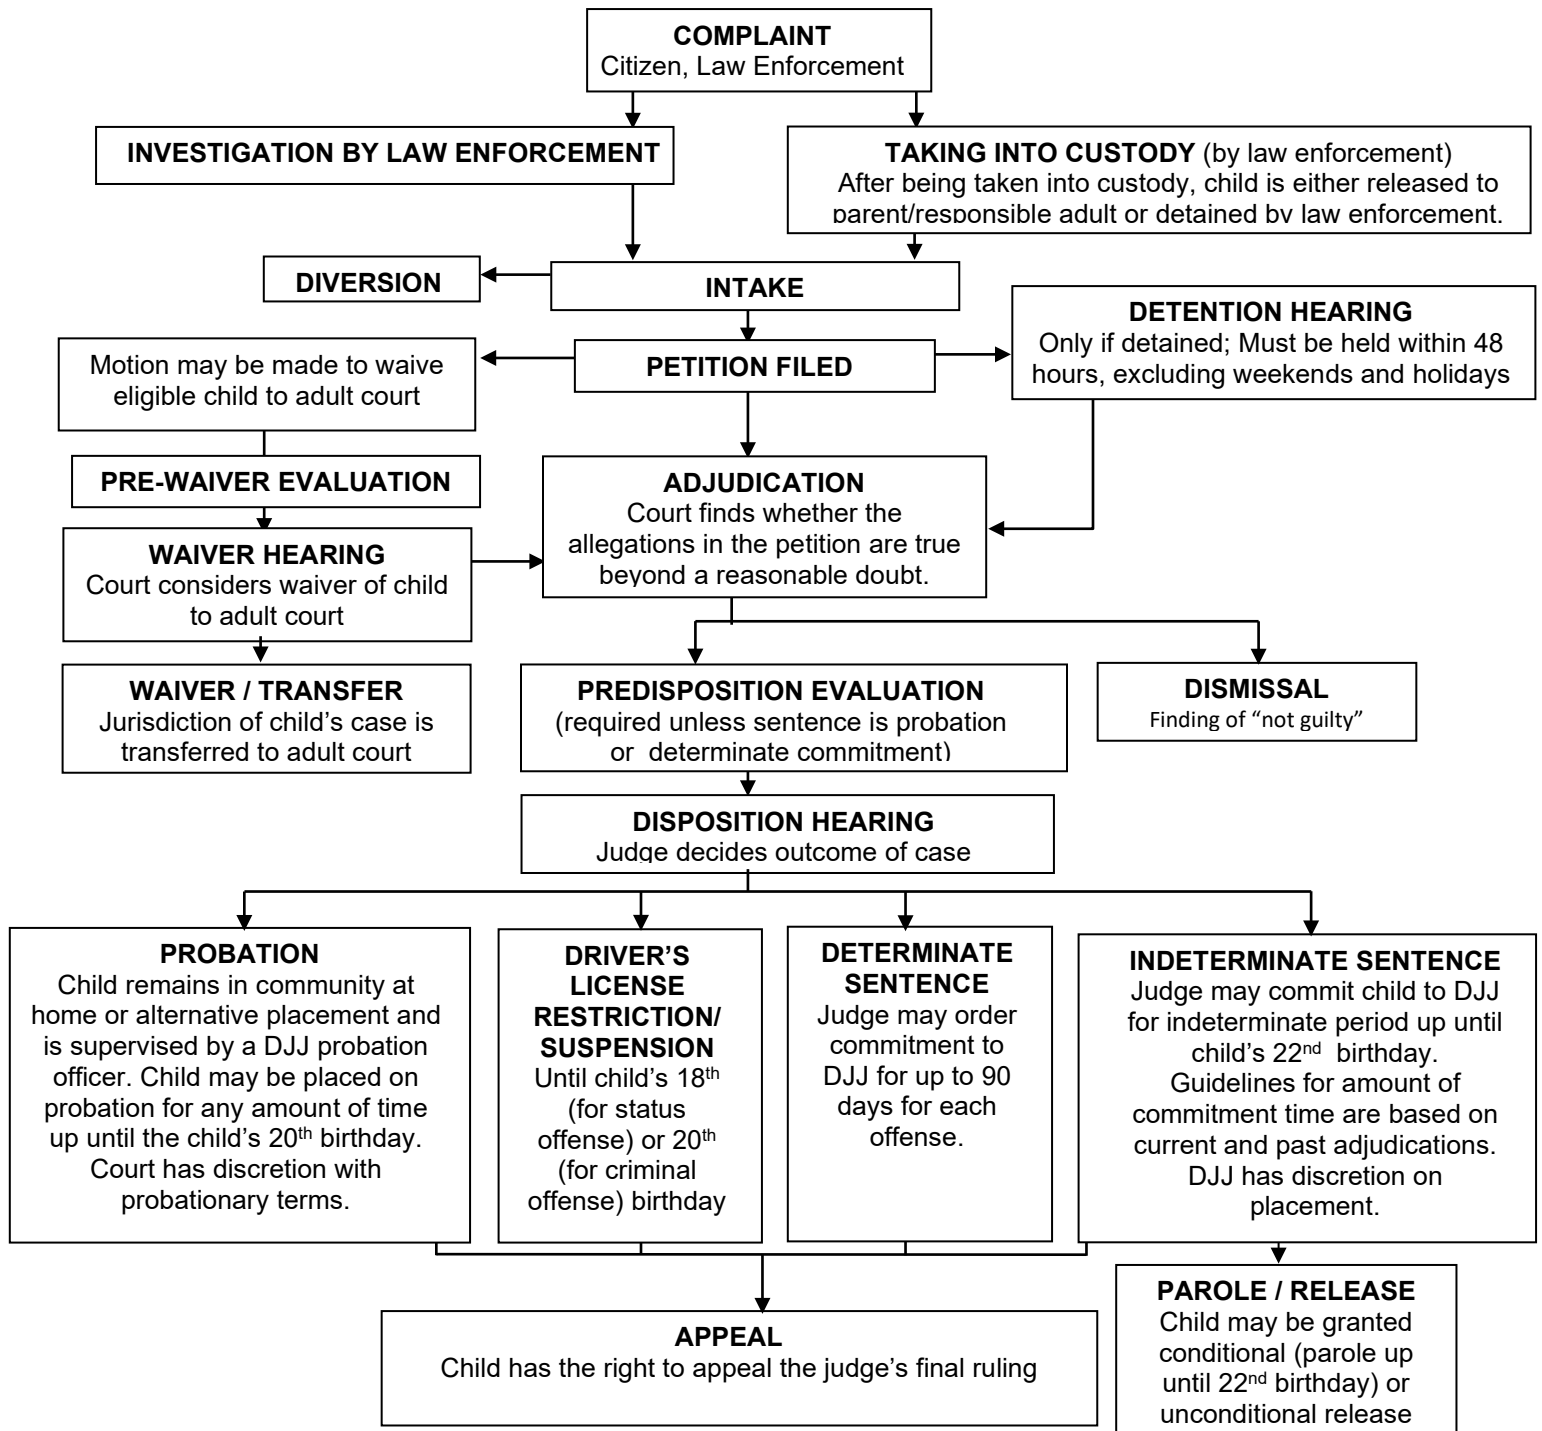 COMPLAINT
Citizen, Law Enforcement
INVESTIGATION BY LAW ENFORCEMENT
TAKING INTO CUSTODY (by law enforcement)
After being taken into custody, child is either released to
parent/responsible adult or detained by law enforcement.
DIVERSION
INTAKE
DETENTION HEARING
Only if detained; Must be held within 48
hours, excluding weekends and holidays
Motion may be made to waive
eligible child to adult court
PETITION FILED
PRE-WAIVER EVALUATION
ADJUDICATION
Court finds whether the
allegations in the petition are true
beyond a reasonable doubt.
WAIVER HEARING
Court considers waiver of child
to adult court
WAIVER / TRANSFER
Jurisdiction of child's case is
transferred to adult court
PREDISPOSITION EVALUATION
(required unless sentence is probation
or determinate commitment)
DISMISSAL
Finding of "not guilty"
DISPOSITION HEARING
Judge decides outcome of case
PROBATION
Child remains in community at
home or alternative placement and
is supervised by a DJJ probation
officer. Child may be placed on
probation for any amount of time
up until the child's 20th birthday.
Court has discretion with
probationary terms.
DRIVER'S
LICENSE
RESTRICTION/
SUSPENSION
Until child's 18th
(for status
offense) or 20th
(for criminal
offense) birthday
DETERMINATE
SENTENCE
Judge may order
commitment to
DJJ for up to 90
days for each
offense.
INDETERMINATE SENTENCE
Judge may commit child to DJJ
for indeterminate period up until
child's 22nd birthday.
Guidelines for amount of
commitment time are based on
current and past adjudications.
DJJ has discretion on
placement.
APPEAL
Child has the right to appeal the judge's final ruling
PAROLE / RELEASE
Child may be granted
conditional (parole up
until 22nd birthday) or
unconditional release